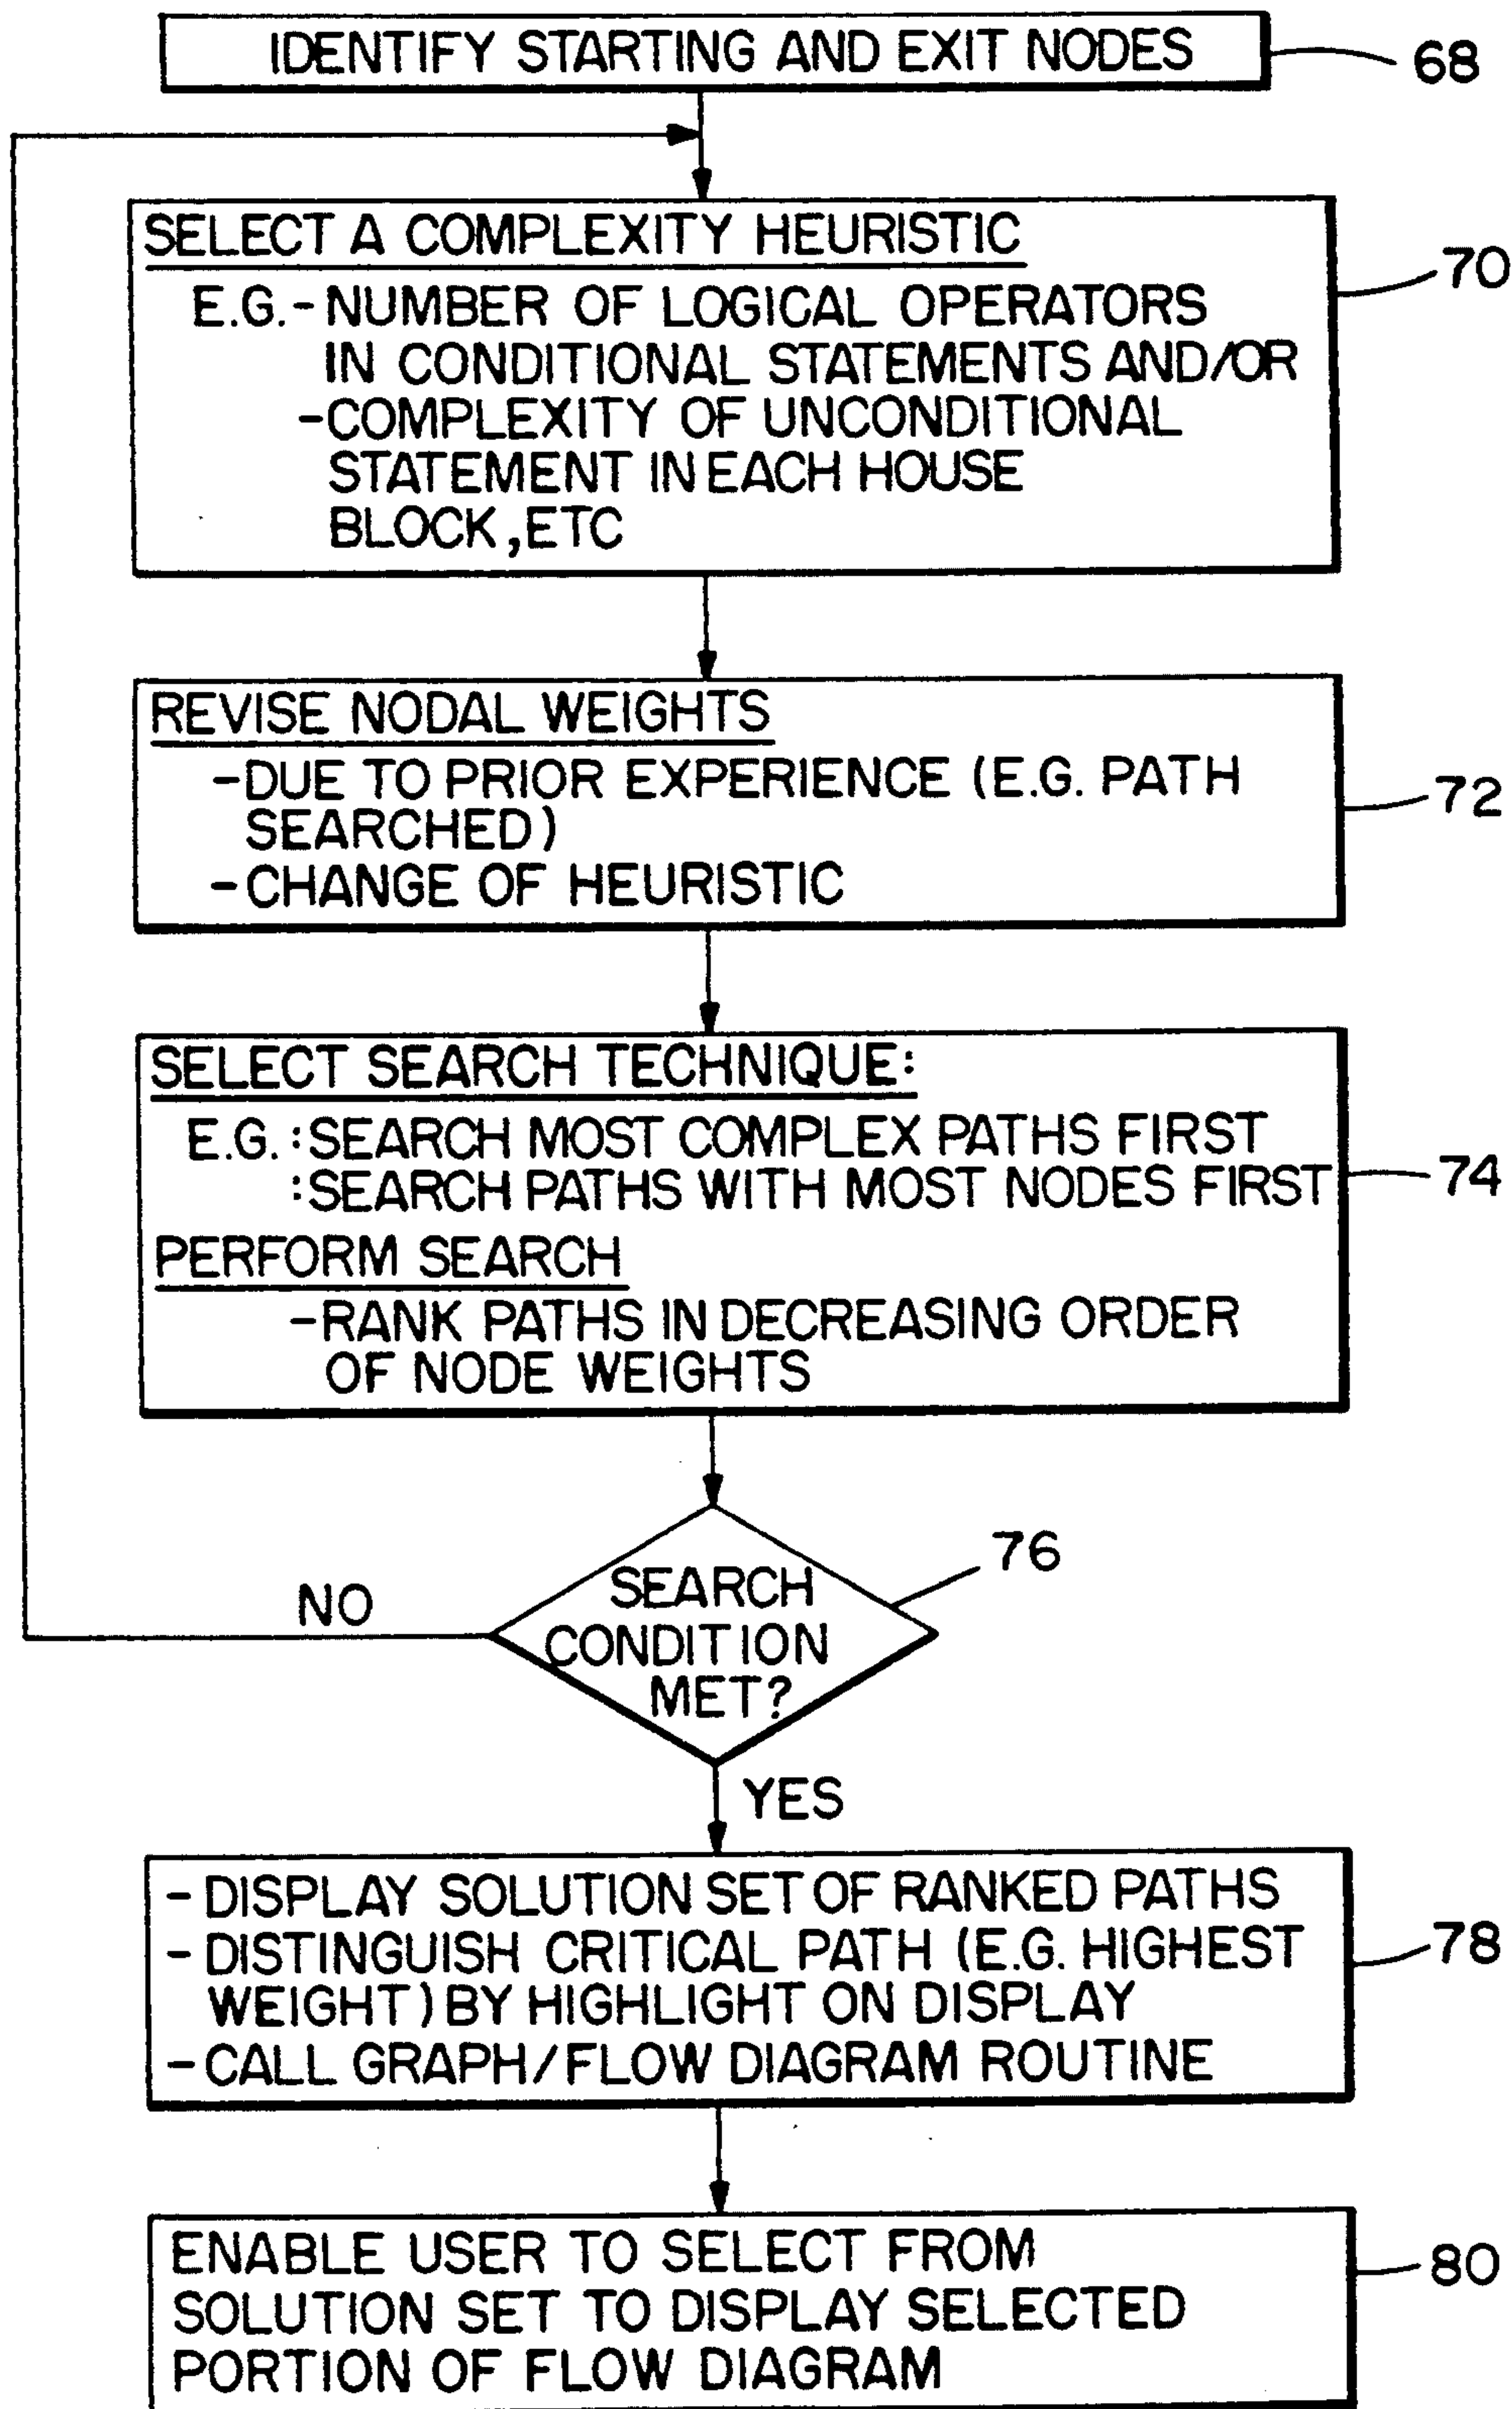 IDENTIFY STARTING AND EXIT NODES
68
SELECT A COMPLEXITY HEURISTIC
70
E.G.-NUMBER OF LOGICAL OPERATORS
IN CONDITIONAL STATEMENTS AND/OR
-COMPLEXITY OF UNCONDITIONAL
STATEMENT IN EACH HOUSE
BLOCK, ETC
REVISE NODAL WEIGHTS
-DUE TO PRIOR EXPERIENCE (E.G. PATH
72
SEARCHED)
-CHANGE OF HEURISTIC
SELECT SEARCH TECHNIQUE:
E.G. :SEARCH MOST COMPLEX PATHS FIRST
:SEARCH PATHS WITH MOST NODES FIRST
74
PERFORM SEARCH
-RANK PATHS IN DECREASING ORDER
OF NODE WEIGHTS
76
SEARCH
CONDITION
MET?
NO
YES
-DISPLAY SOLUTION SET OF RANKED PATHS
-DISTINGUISH CRITICAL PATH (E.G. HIGHEST
78
WEIGHT) BY HIGHLIGHT ON DISPLAY
-CALL GRAPH/FLOW DIAGRAM ROUTINE
ENABLE USER TO SELECT FROM
80
SOLUTION SET TO DISPLAY SELECTED
PORTION OF FLOW DIAGRAM